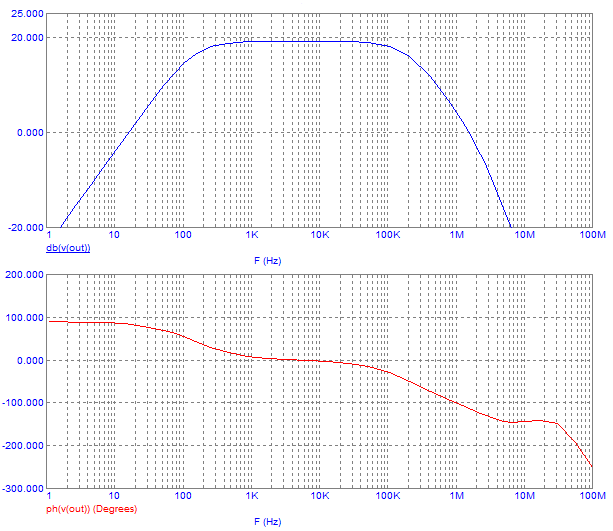 25.000
20.000
0.000
-20.000
1 10 100 1K 10K 100K 1M 10M 100M
db(v(out))
F (Hz)
200.000
100.000
0.000
-100.000
-200.000
-300.000
1 10 100 1K 10K 100K 1M 10M 100M
ph(v(out)) (Degrees)
F (Hz)